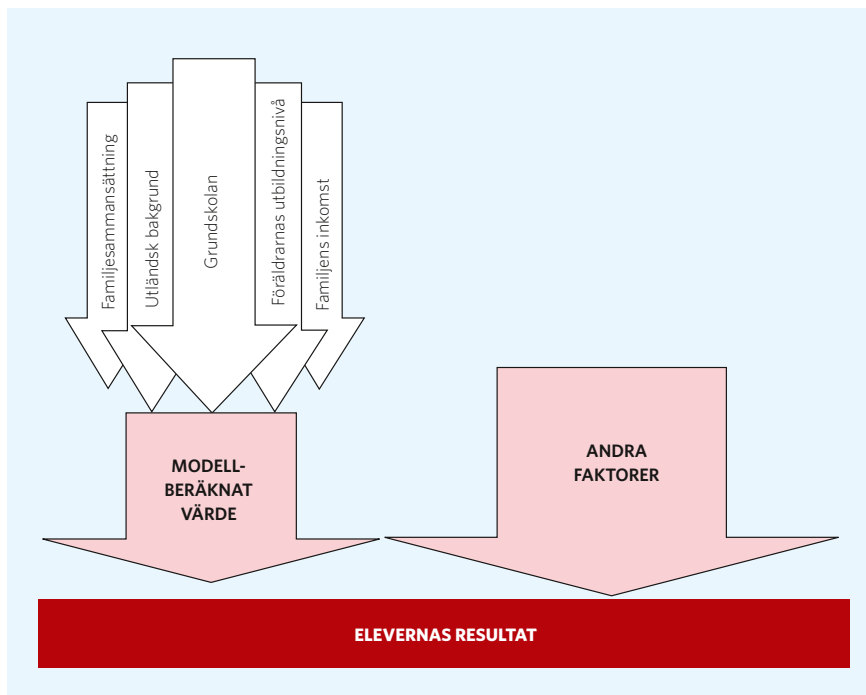 Familjesammansättning
Utländsk bakgrund
Grundskolan
Föräldrarnas utbildningsnivå
Familjens inkomst
MODELL-
BERÄKNAT
VÄRDE
ANDRA
FAKTORER
ELEVERNAS RESULTAT